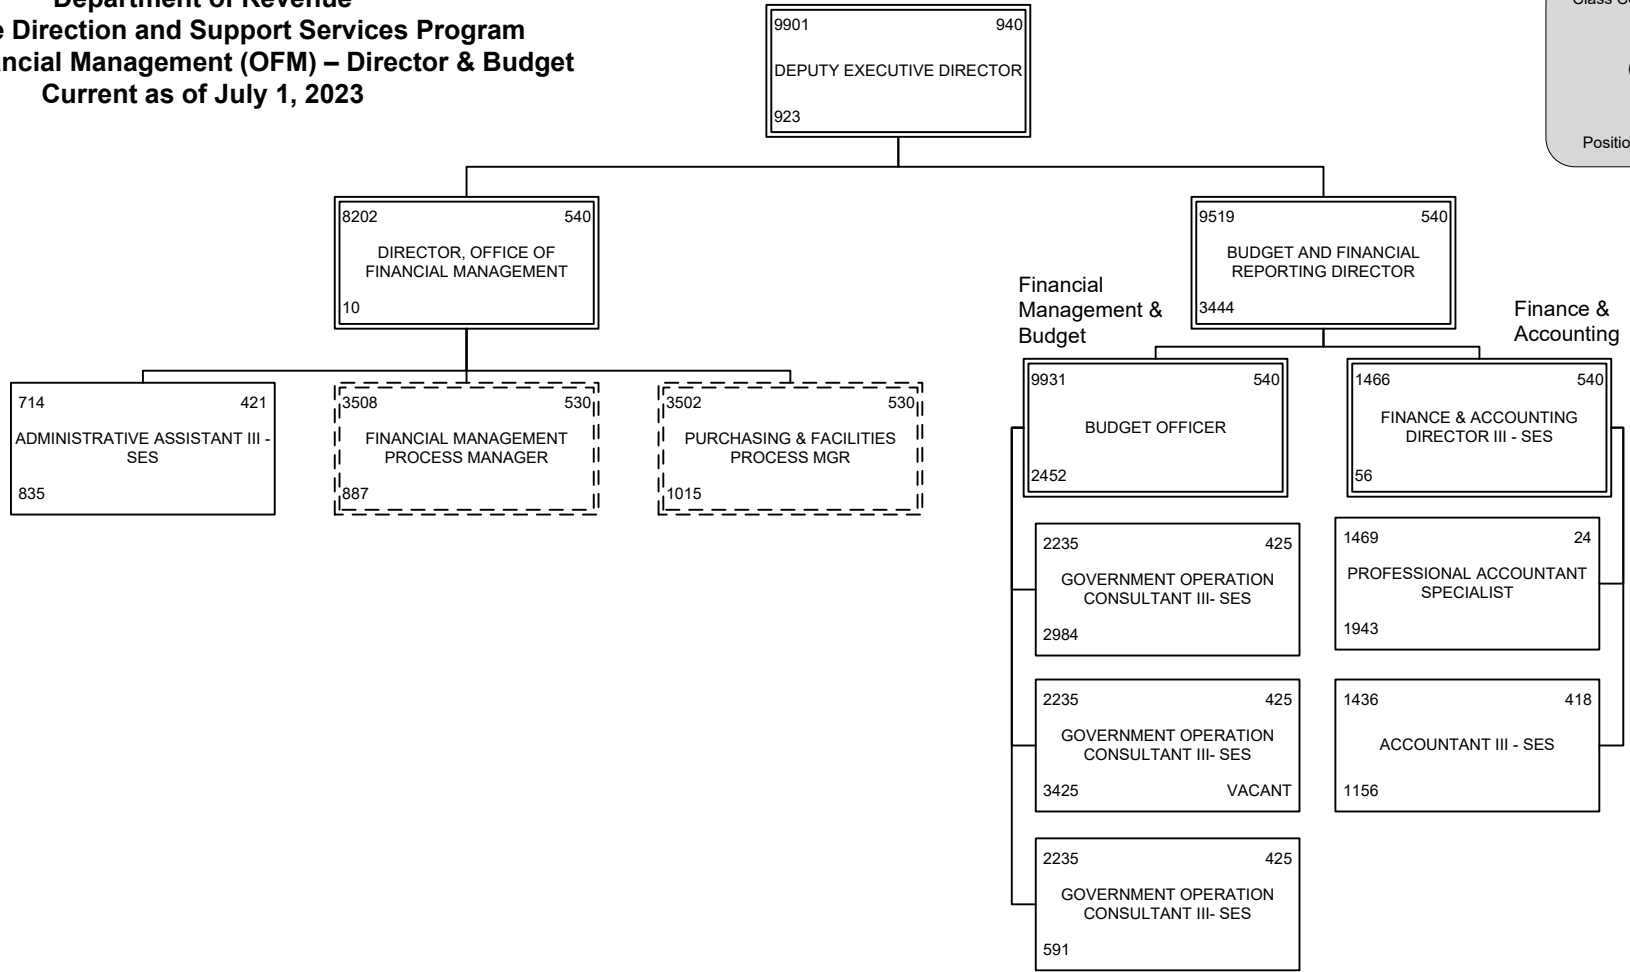 Department of Revenue
Direction and Support Services Program
Management (OFM) – Director & Budget
Current as of July 1, 2023
9901 940
DEPUTY EXECUTIVE DIRECTOR
923
8202 540
DIRECTOR, OFFICE OF
FINANCIAL MANAGEMENT
10
9519 540
BUDGET AND FINANCIAL
REPORTING DIRECTOR
3444
Financial
Management &
Budget
Finance &
Accounting
714 421
ADMINISTRATIVE ASSISTANT III -
SES
835
3508 530
FINANCIAL MANAGEMENT
PROCESS MANAGER
887
3502 530
PURCHASING & FACILITIES
PROCESS MGR
1015
9931 540
BUDGET OFFICER
2452
1466 540
FINANCE & ACCOUNTING
DIRECTOR III - SES
56
2235 425
GOVERNMENT OPERATION
CONSULTANT III- SES
2984
1469 24
PROFESSIONAL ACCOUNTANT
SPECIALIST
1943
2235 425
GOVERNMENT OPERATION
CONSULTANT III- SES
3425 VACANT
1436 418
ACCOUNTANT III - SES
1156
2235 425
GOVERNMENT OPERATION
CONSULTANT III- SES
591